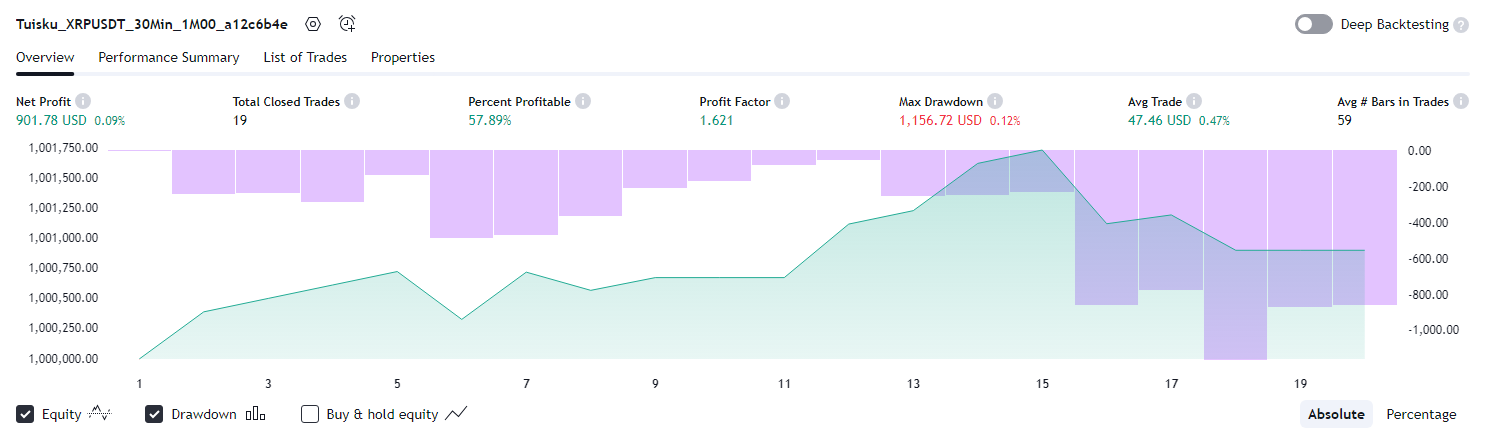 Tuisku_XRPUSDT_30Min_1M00_a12c6b4e Deep Backtesting ?
Overview Performance Summary List of Trades Properties
Net Profit i Total Closed Trades i Percent Profitable i Profit Factor i Max Drawdown i Avg Trade i Avg # Bars in Trades i
901.78 USD 0.09% 19 57.89% 1.621 1,156.72 USD 0.12% 47.46 USD 0.47% 59
1,001,750.00 0.00
1,001,500.00 -200.00
1,001,250.00 -400.00
1,001,000.00 -600.00
1,000,750.00 -800.00
1,000,500.00 -1,000.00
1,000,250.00
1,000,000.00
1 3 5 7 9 11 13 15 17 19
Equity Drawdown Buy & hold equity Absolute Percentage